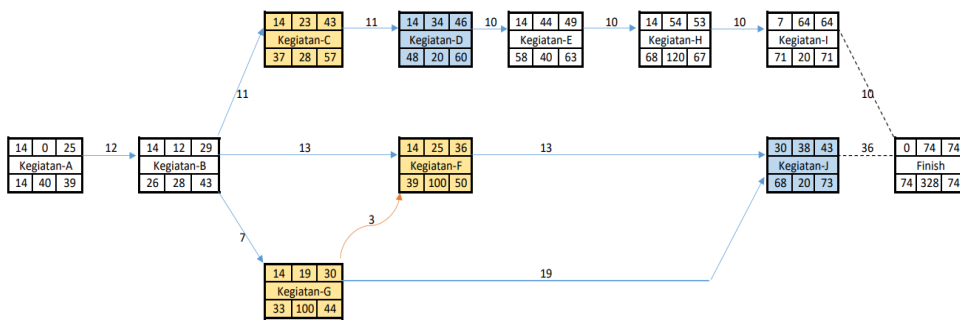 14 23 43
Kegiatan-C
37 28 57
11
14 34 46
Kegiatan-D
48 20 60
10
14 44 49
Kegiatan-E
58 40 63
10
14 54 53
Kegiatan-H
68 120 67
10
7 64 64
Kegiatan-I
71 20 71
11
10
14 0 25
Kegiatan-A
14 40 39
12
14 12 29
Kegiatan-B
26 28 43
13
14 25 36
Kegiatan-F
39 100 50
13
30 38 43
Kegiatan-J
68 20 73
36
0 74 74
Finish
74 328 74
7
3
14 19 30
Kegiatan-G
33 100 44
19